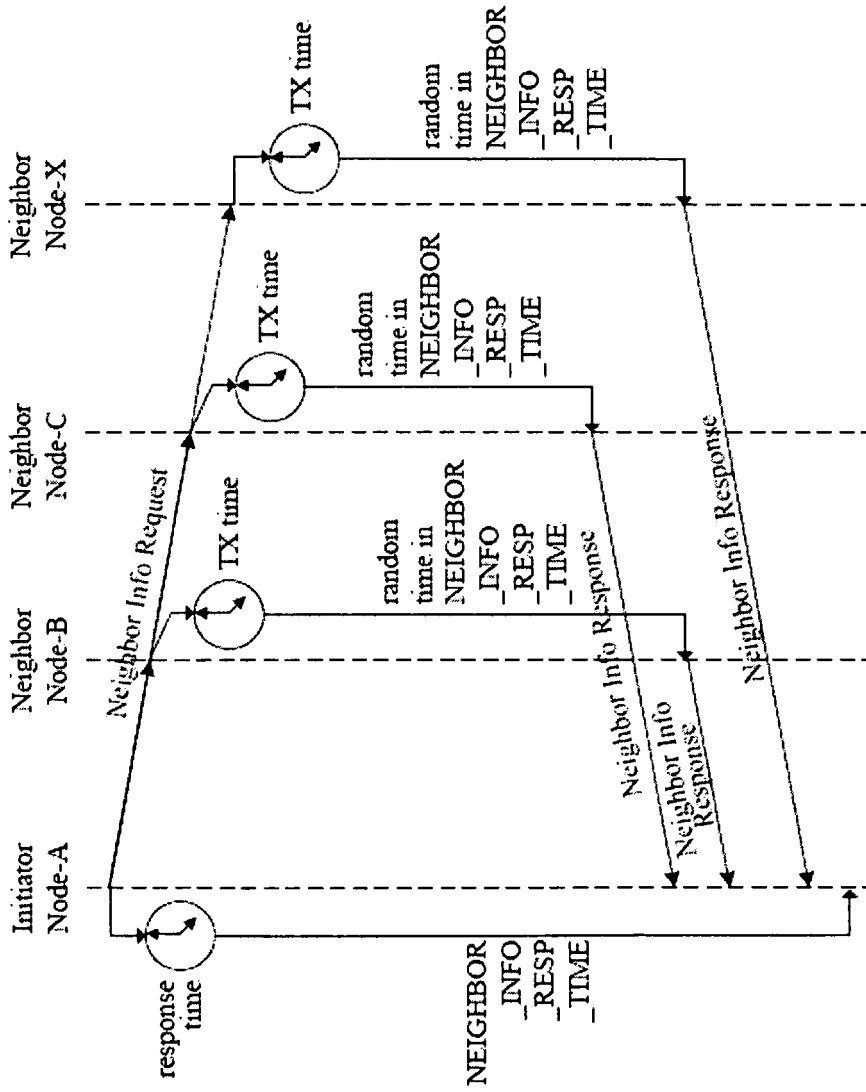 Initiator
Node-A
Neighbor
Node-B
Neighbor
Node-C
Neighbor
Node-X
response
time
Neighbor Info Request
TX time
TX time
TX time
NEIGHBOR
_INFO
_RESP
_TIME
random
time in
NEIGHBOR
_INFO
_RESP
_TIME
random
time in
NEIGHBOR
_INFO
_RESP
_TIME
random
time in
NEIGHBOR
_INFO
_RESP
_TIME
Neighbor Info Response
Neighbor Info
Response
Neighbor Info Response